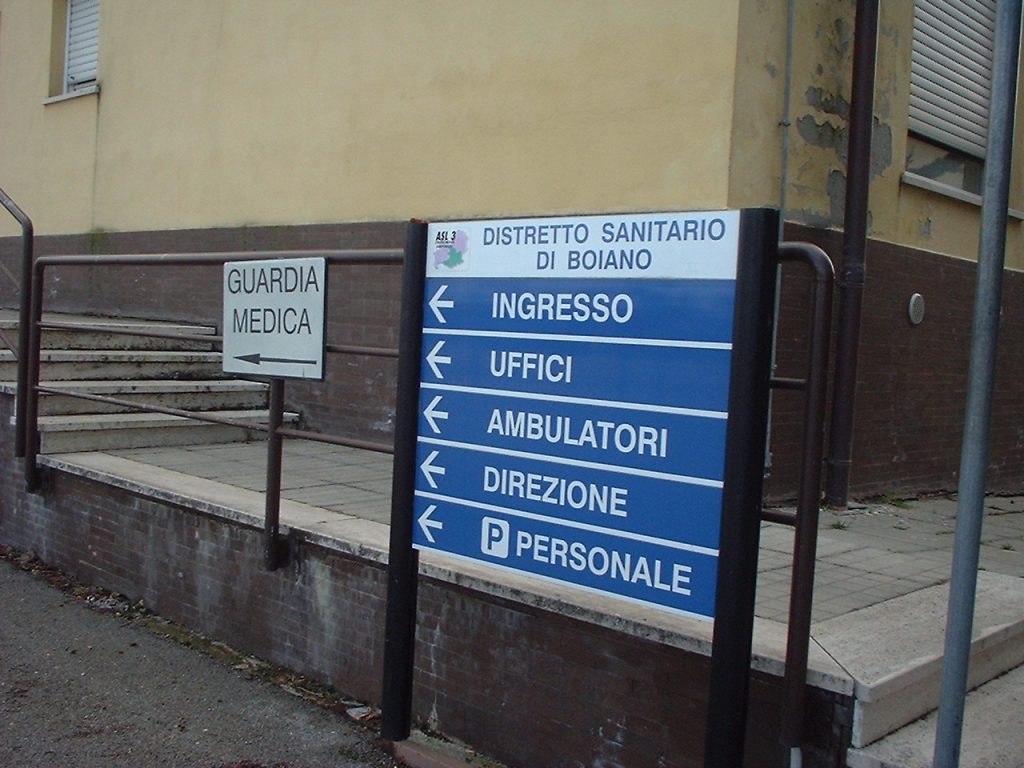 GUARDIA
MEDICA
ASL 3
DISTRETTO SANITARIO
DI BOIANO
INGRESSO
UFFICI
AMBULATORI
DIREZIONE
P PERSONALE